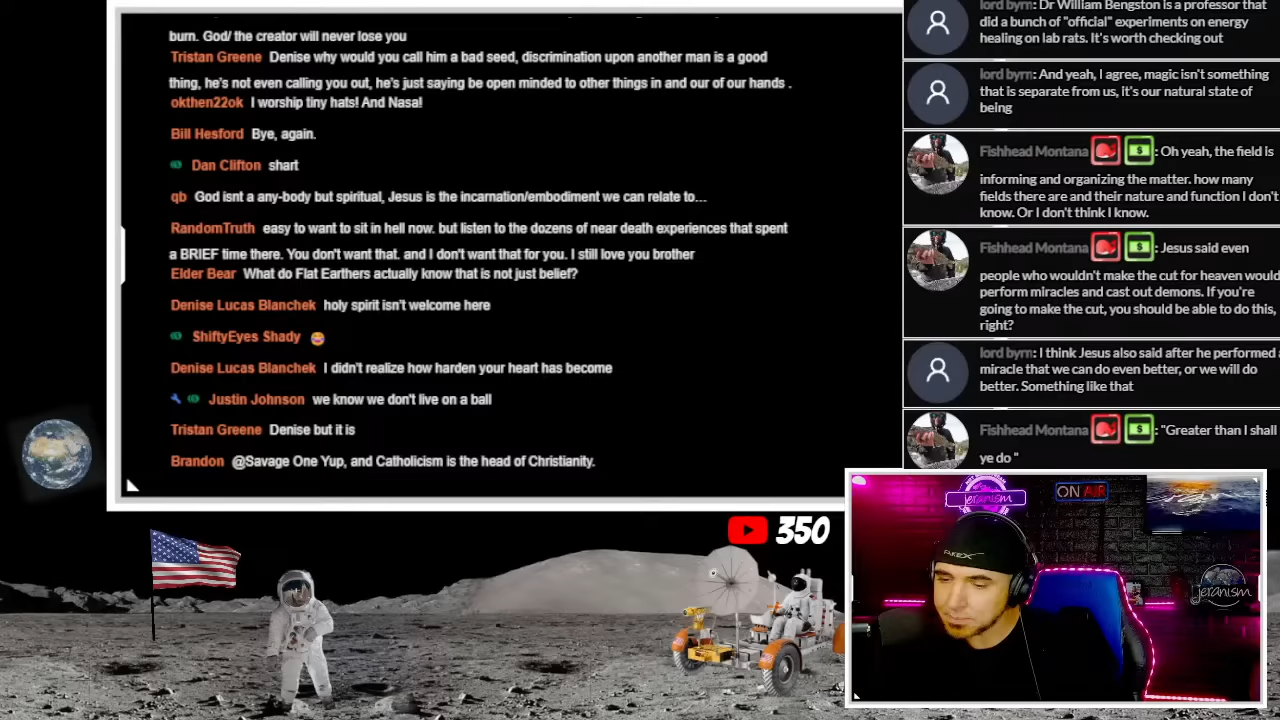 burn. God/ the creator will never lose you
Tristan Greene Denise why would you call him a bad seed, discrimination upon another man is a good
thing, he's not even calling you out, he's just saying be open minded to other things in and our of our hands .
okthen22ok I worship tiny hats! And Nasa!
Bill Hesford Bye, again.
Dan Clifton shart
qb God isnt a any-body but spiritual, Jesus is the incarnation/embodiment we can relate to...
RandomTruth easy to want to sit in hell now. but listen to the dozens of near death experiences that spent
a BRIEF time there. You don't want that. and I don't want that for you. I still love you brother
Elder Bear What do Flat Earthers actually know that is not just belief?
Denise Lucas Blanchek holy spirit isn't welcome here
ShiftyEyes Shady
Denise Lucas Blanchek I didn't realize how harden your heart has become
Justin Johnson we know we don't live on a ball
Tristan Greene Denise but it is
Brandon @Savage One Yup, and Catholicism is the head of Christianity.
lord byrn: Dr William Bengston is a professor that
did a bunch of "official" experiments on energy
healing on lab rats. It's worth checking out
lord byrn: And yeah, I agree, magic isn't something
that is separate from us, it's our natural state of
being
Fishhead Montana $ : Oh yeah, the field is
informing and organizing the matter. how many
fields there are and their nature and function I don't
know. Or I don't think I know.
Fishhead Montana $ : Jesus said even
people who wouldn't make the cut for heaven would
perform miracles and cast out demons. If you're
going to make the cut, you should be able to do this,
right?
lord byrn: I think Jesus also said after he performed a
miracle that we can do even better, or we will do
better. Something like that
Fishhead Montana $ : "Greater than I shall
ye do "
350
jeranism
ON AIR
FAKEX
jeranism